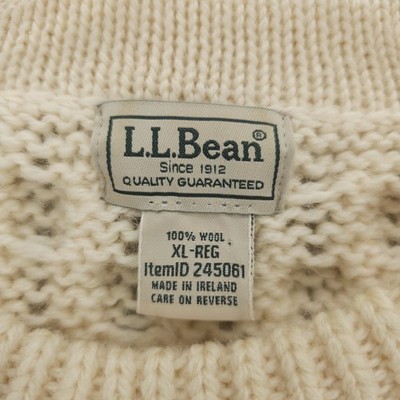 L.L.Bean®
Since 1912
QUALITY GUARANTEED
100% WOOL
XL-REG
ItemID 245061
MADE IN IRELAND
CARE ON REVERSE